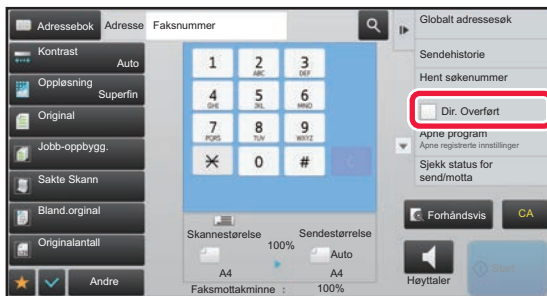 Adressebok
Adresse
Faksnummer
Kontrast
Auto
Oppløsning
Superfin
Original
Jobb-oppbygg.
Sakte Skann
Bland.orginal
Originalantall
Andre
1
2
ABC
3
DEF
4
GHI
5
JKL
6
MNO
7
PQRS
8
TUV
9
WXYZ
0
#
C
Skannestørelse
Sendestørrelse
100%
Auto
A4
A4
Faksmottakminne : 100%
Globalt adressesøk
Sendehistorie
Hent søkenummer
Dir. Overført
Åpne program
Åpne registrerte innstillinger
Sjekk status for
send/motta
Forhåndsvis
CA
Høyttaler
Start